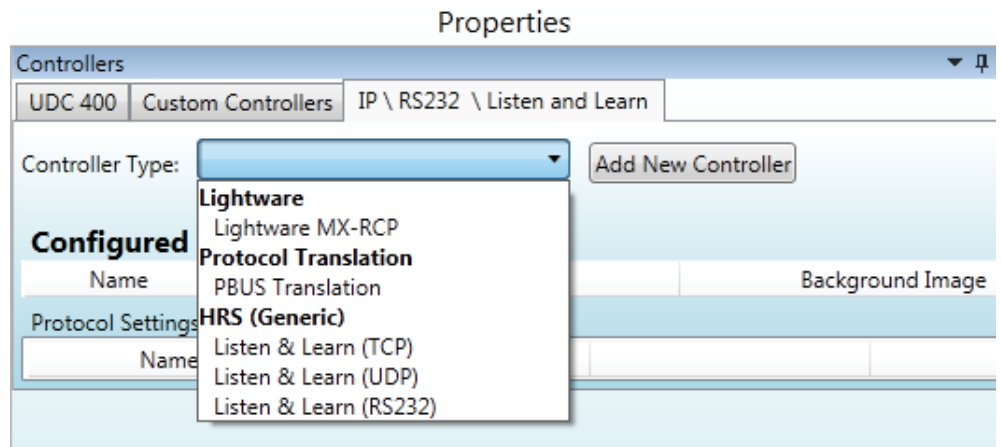 Properties
Controllers
UDC 400 Custom Controllers IP \ RS232 \ Listen and Learn
Controller Type: Add New Controller
Lightware
Lightware MX-RCP
Configured
Protocol Translation
Name PBUS Translation Background Image
Protocol Settings HRS (Generic)
Name Listen & Learn (TCP)
Listen & Learn (UDP)
Listen & Learn (RS232)